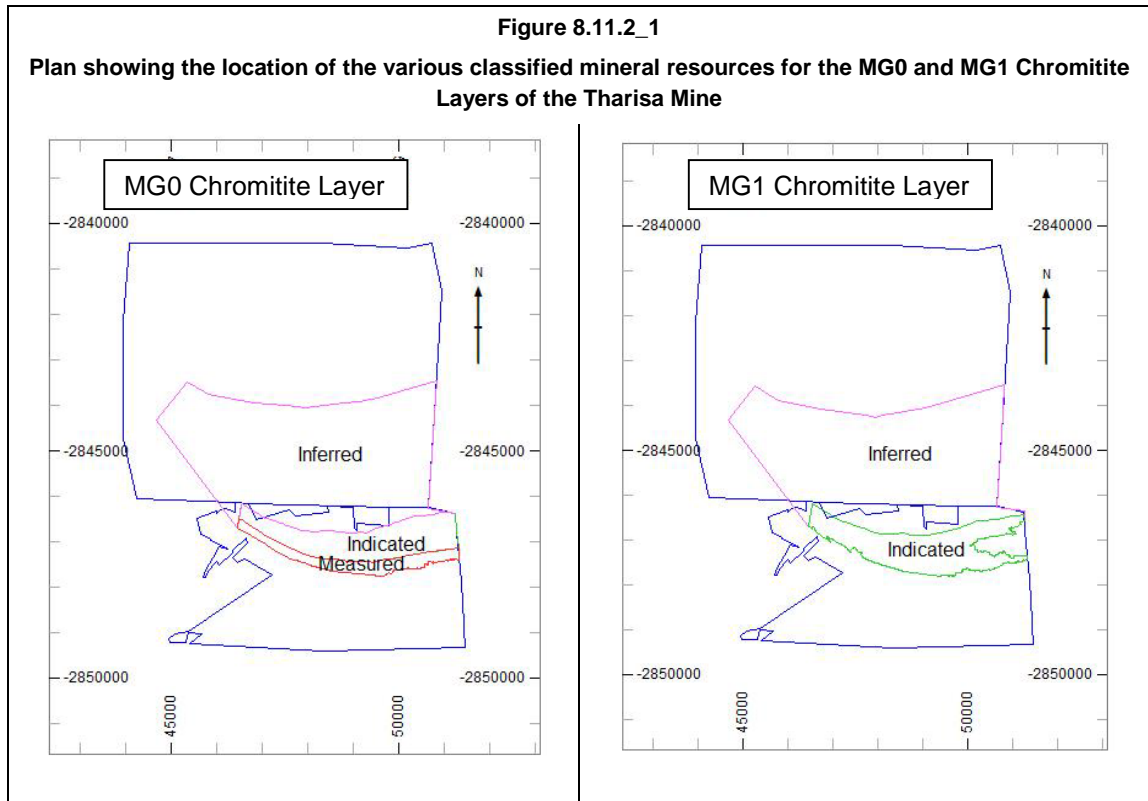 Figure 8.11.2_1
Plan showing the location of the various classified mineral resources for the MG0 and MG1 Chromitite
Layers of the Tharisa Mine
MG0 Chromitite Layer
-2840000
-2840000
N
-2845000
-2845000
Inferred
Indicated
Measured
-2850000
-2850000
45000
50000
MG1 Chromitite Layer
-2840000
-2840000
N
-2845000
-2845000
Inferred
Indicated
-2850000
-2850000
45000
50000